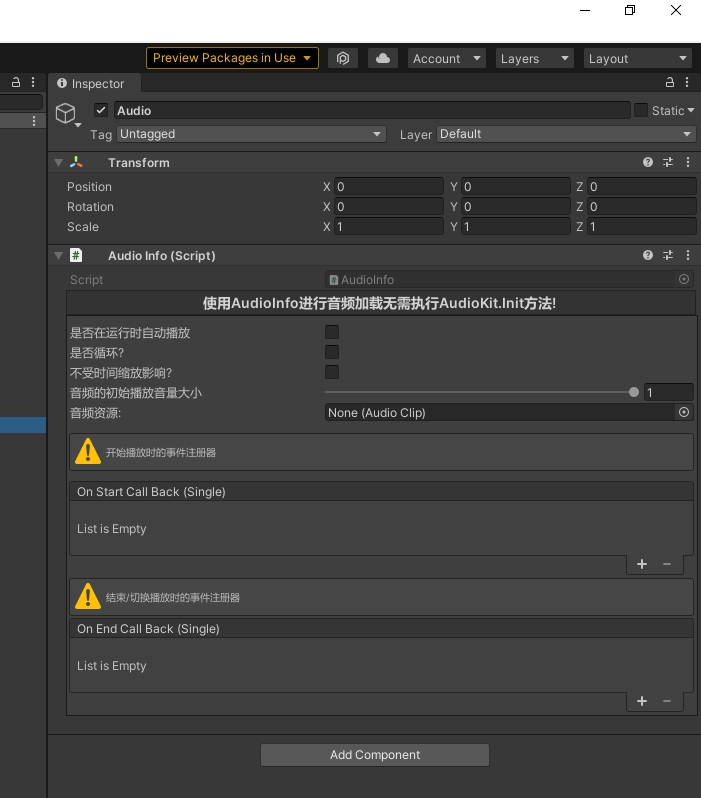 Preview Packages in Use
Account
Layers
Layout
Inspector
Audio
Static
Tag Untagged Layer Default
Transform
Position X 0 Y 0 Z 0
Rotation X 0 Y 0 Z 0
Scale X 1 Y 1 Z 1
# Audio Info (Script)
Script # AudioInfo
使用AudioInfo进行音频加载无需执行AudioKit.Init方法!
是否在运行时自动播放
是否循环?
不受时间缩放影响?
音频的初始播放音量大小 1
音频资源: None (Audio Clip)
开始播放时的事件注册器
On Start Call Back (Single)
List is Empty
+ −
结束/切换播放时的事件注册器
On End Call Back (Single)
List is Empty
+ −
Add Component